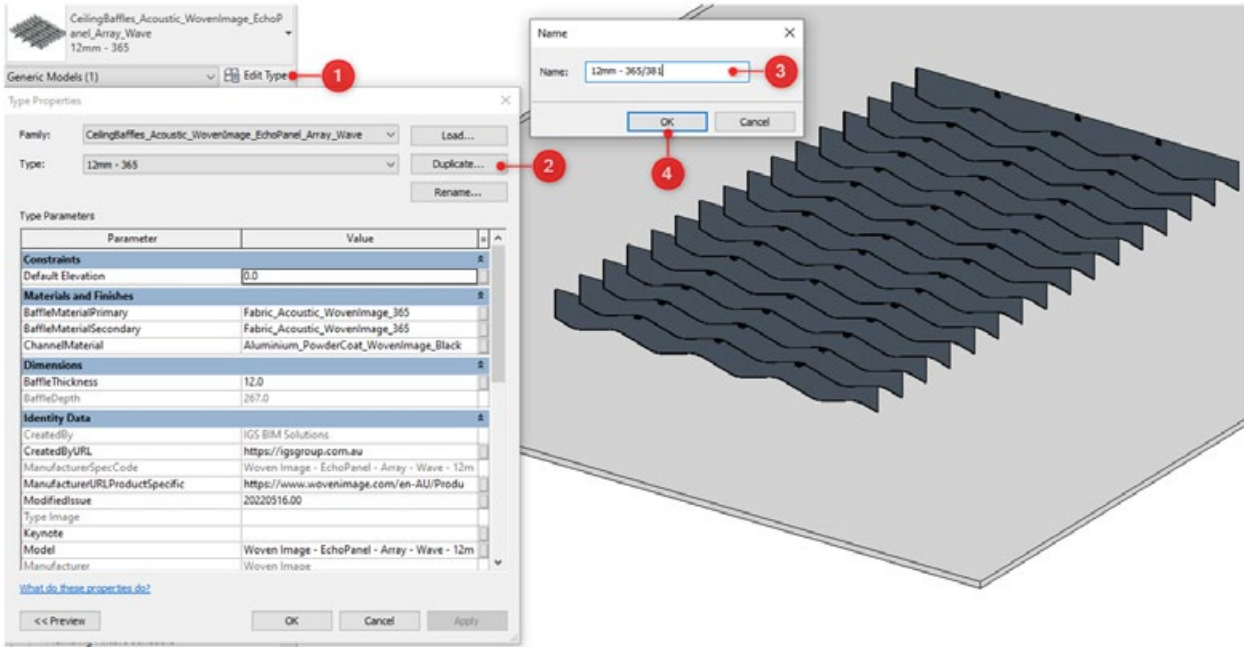 CeilingBaffles_Acoustic_WovenImage_EchoP
anel_Array_Wave
12mm - 365
Generic Models (1)
Edit Type
1
Type Properties
Family:
CeilingBaffles_Acoustic_WovenImage_EchoPanel_Array_Wave
Load...
Type:
12mm - 365
Duplicate...
2
Rename...
Type Parameters
Parameter Value =
Constraints
Default Elevation 0.0
Materials and Finishes
BaffleMaterialPrimary Fabric_Acoustic_WovenImage_365
BaffleMaterialSecondary Fabric_Acoustic_WovenImage_365
ChannelMaterial Aluminium_PowderCoat_WovenImage_Black
Dimensions
BaffleThickness 12.0
BaffleDepth 267.0
Identity Data
CreatedBy IGS BIM Solutions
CreatedByURL https://igsgroup.com.au
ManufacturerSpecCode Woven Image - EchoPanel - Array - Wave - 12m
ManufacturerURLProductSpecific https://www.wovenimage.com/en-AU/Produ
ModifiedIssue 20220516.00
Type Image
Keynote
Model Woven Image - EchoPanel - Array - Wave - 12m
Manufacturer Woven Image
What do these properties do?
<< Preview
OK
Cancel
Apply
Name
Name: 12mm - 365/381
3
OK
Cancel
4